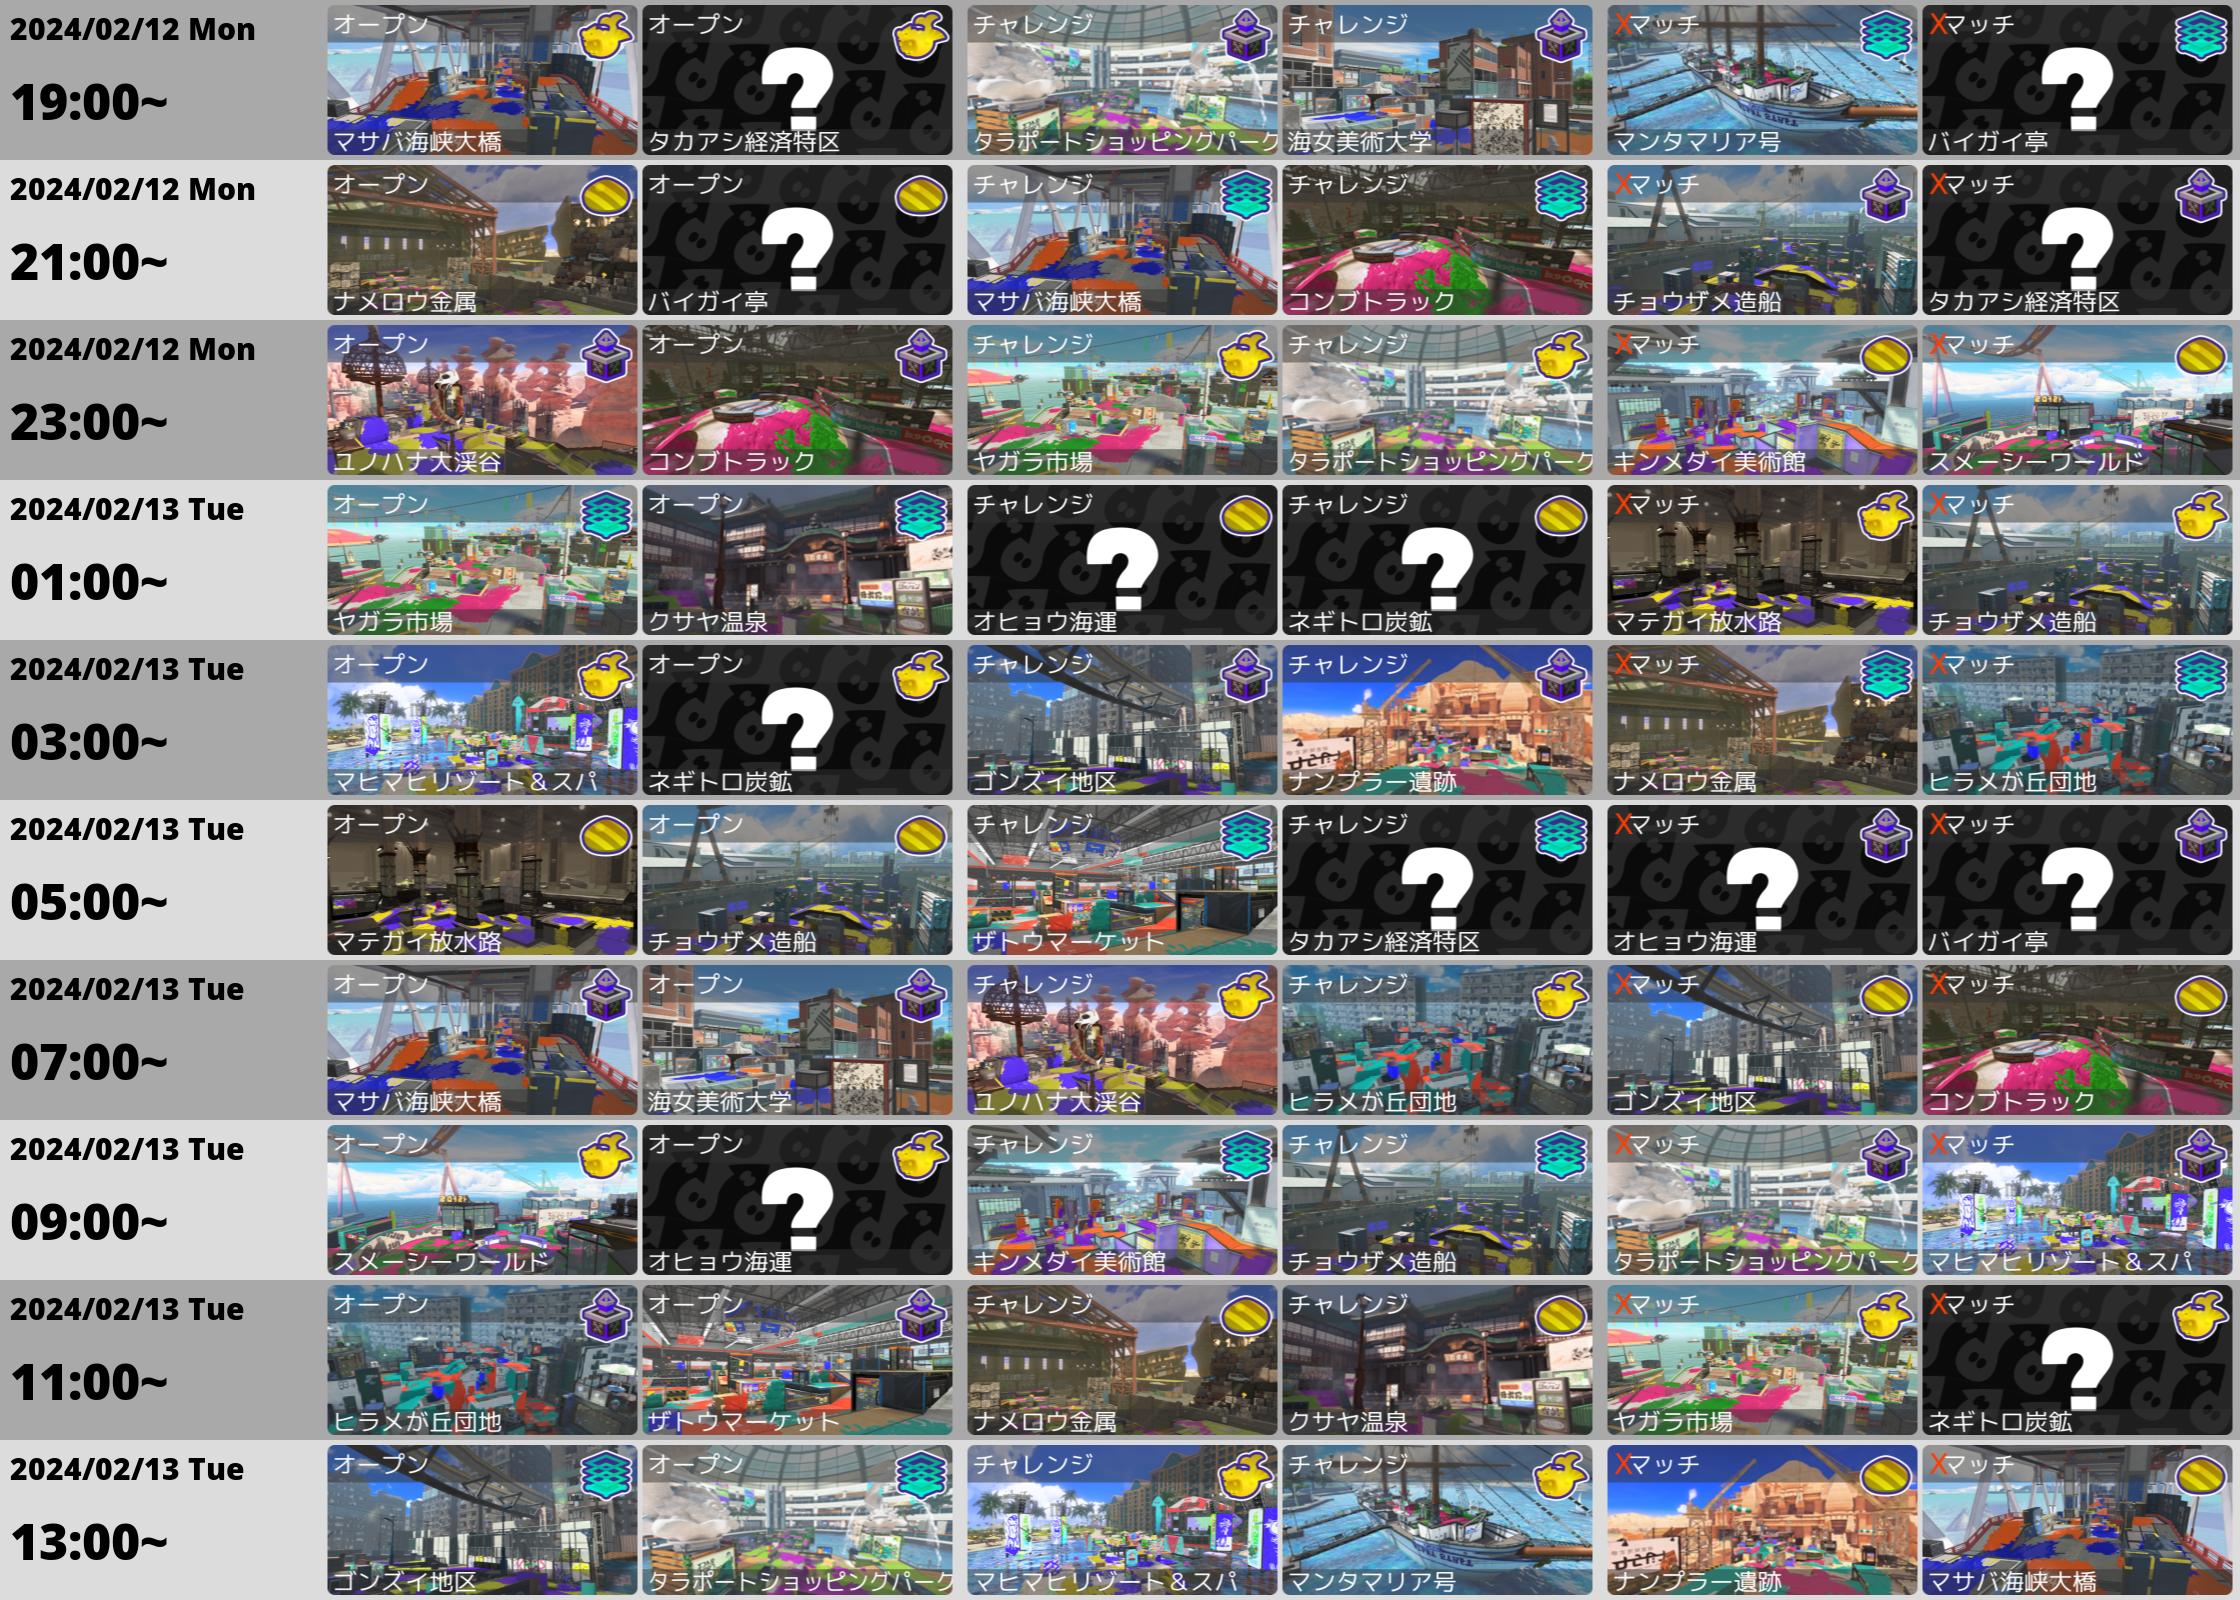 2024/02/12 Mon
19:00~
オープン
マサバ海峡大橋
オープン
タカアシ経済特区
チャレンジ
タラポートショッピングパーク
チャレンジ
海女美術大学
Xマッチ
マンタマリア号
Xマッチ
バイガイ亭
2024/02/12 Mon
21:00~
オープン
ナメロウ金属
オープン
バイガイ亭
チャレンジ
マサバ海峡大橋
チャレンジ
コンブトラック
Xマッチ
チョウザメ造船
Xマッチ
タカアシ経済特区
2024/02/12 Mon
23:00~
オープン
ユノハナ大渓谷
オープン
コンブトラック
チャレンジ
ヤガラ市場
チャレンジ
タラポートショッピングパーク
Xマッチ
キンメダイ美術館
Xマッチ
スメーシーワールド
2024/02/13 Tue
01:00~
オープン
ヤガラ市場
オープン
クサヤ温泉
チャレンジ
オヒョウ海運
チャレンジ
ネギトロ炭鉱
Xマッチ
マテガイ放水路
Xマッチ
チョウザメ造船
2024/02/13 Tue
03:00~
オープン
マヒマヒリゾート＆スパ
オープン
ネギトロ炭鉱
チャレンジ
ゴンズイ地区
チャレンジ
ナンプラー遺跡
Xマッチ
ナメロウ金属
Xマッチ
ヒラメが丘団地
2024/02/13 Tue
05:00~
オープン
マテガイ放水路
オープン
チョウザメ造船
チャレンジ
ザトウマーケット
チャレンジ
タカアシ経済特区
Xマッチ
オヒョウ海運
Xマッチ
バイガイ亭
2024/02/13 Tue
07:00~
オープン
マサバ海峡大橋
オープン
海女美術大学
チャレンジ
ユノハナ大渓谷
チャレンジ
ヒラメが丘団地
Xマッチ
ゴンズイ地区
Xマッチ
コンブトラック
2024/02/13 Tue
09:00~
オープン
スメーシーワールド
オープン
オヒョウ海運
チャレンジ
キンメダイ美術館
チャレンジ
チョウザメ造船
Xマッチ
タラポートショッピングパーク
Xマッチ
マヒマヒリゾート＆スパ
2024/02/13 Tue
11:00~
オープン
ヒラメが丘団地
オープン
ザトウマーケット
チャレンジ
ナメロウ金属
チャレンジ
クサヤ温泉
Xマッチ
ヤガラ市場
Xマッチ
ネギトロ炭鉱
2024/02/13 Tue
13:00~
オープン
ゴンズイ地区
オープン
タラポートショッピングパーク
チャレンジ
マヒマヒリゾート＆スパ
チャレンジ
マンタマリア号
Xマッチ
ナンプラー遺跡
Xマッチ
マサバ海峡大橋